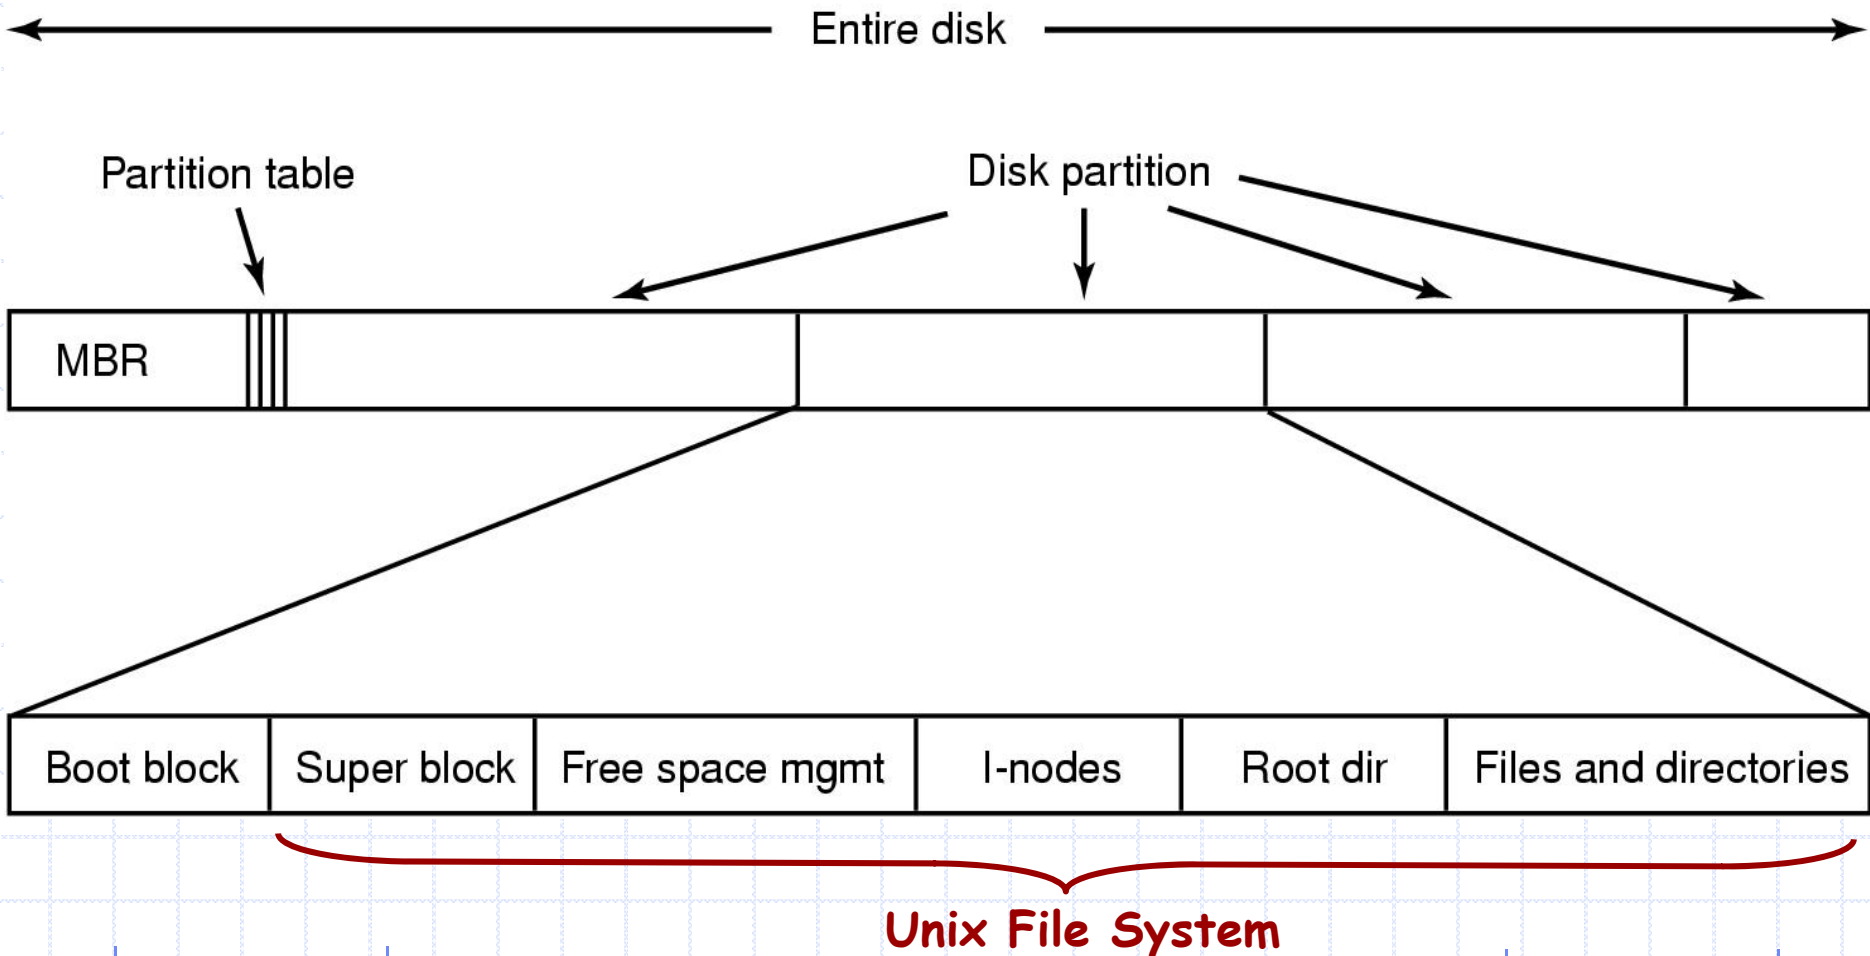 Entire disk
Partition table
Disk partition
MBR
Boot block
Super block
Free space mgmt
I-nodes
Root dir
Files and directories
Unix File System